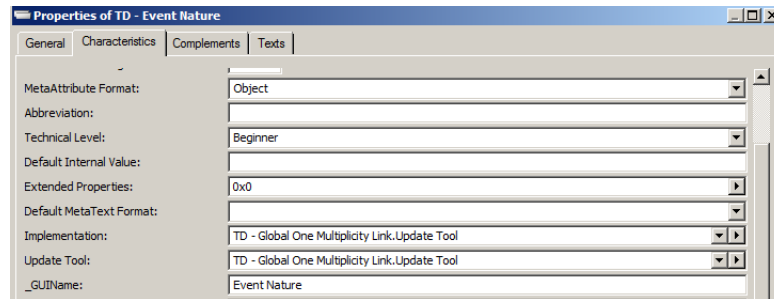 Properties of TD - Event Nature
General Characteristics Complements Texts
MetaAttribute Format: Object
Abbreviation:
Technical Level: Beginner
Default Internal Value:
Extended Properties: 0x0
Default MetaText Format:
Implementation: TD - Global One Multiplicity Link.Update Tool
Update Tool: TD - Global One Multiplicity Link.Update Tool
_GUIName: Event Nature